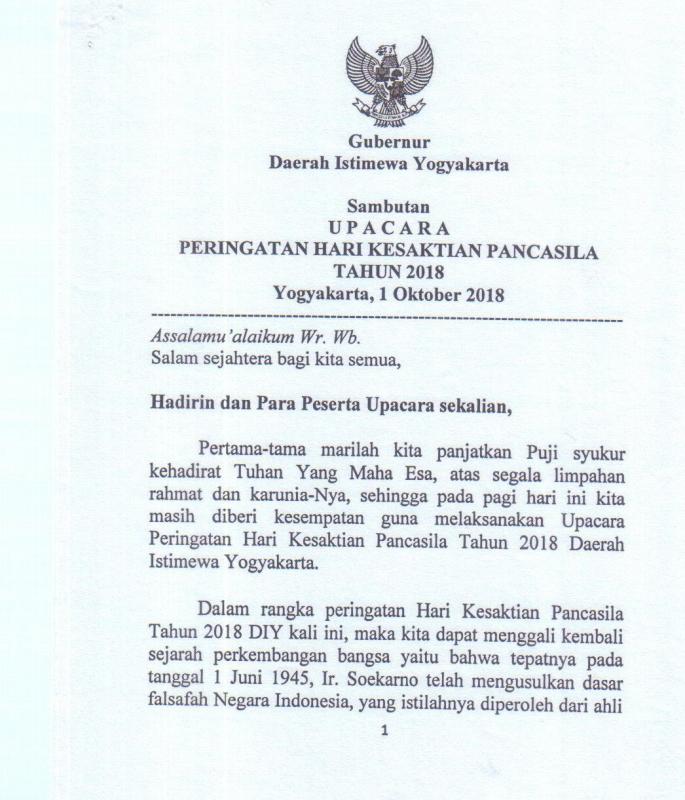 Gubernur
Daerah Istimewa Yogyakarta
Sambutan
U P A C A R A
PERINGATAN HARI KESAKTIAN PANCASILA
TAHUN 2018
Yogyakarta, 1 Oktober 2018
Assalamu'alaikum Wr. Wb.
Salam sejahtera bagi kita semua,
Hadirin dan Para Peserta Upacara sekalian,
Pertama-tama marilah kita panjatkan Puji syukur
kehadirat Tuhan Yang Maha Esa, atas segala limpahan
rahmat dan karunia-Nya, sehingga pada pagi hari ini kita
masih diberi kesempatan guna melaksanakan Upacara
Peringatan Hari Kesaktian Pancasila Tahun 2018 Daerah
Istimewa Yogyakarta.
Dalam rangka peringatan Hari Kesaktian Pancasila
Tahun 2018 DIY kali ini, maka kita dapat menggali kembali
sejarah perkembangan bangsa yaitu bahwa tepatnya pada
tanggal 1 Juni 1945, Ir. Soekarno telah mengusulkan dasar
falsafah Negara Indonesia, yang istilahnya diperoleh dari ahli
1